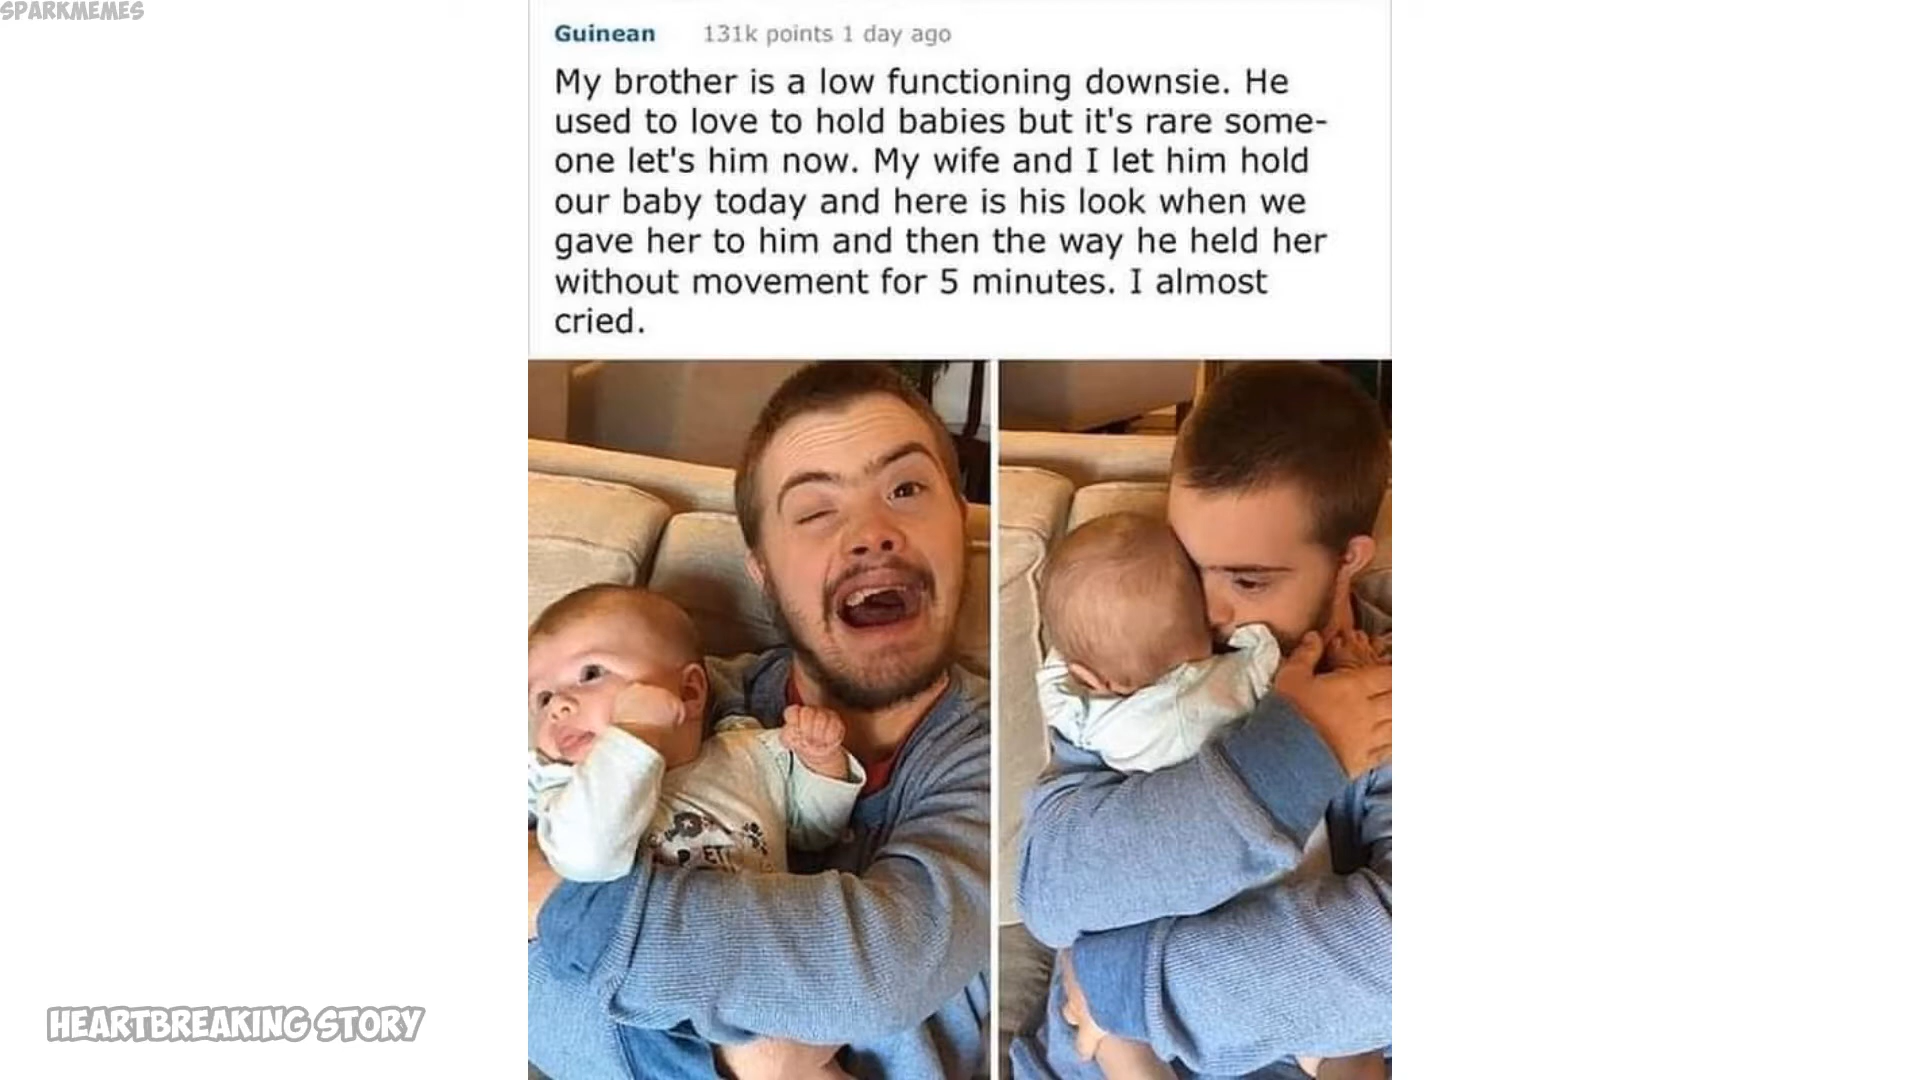 SPARKMEMES
Guinean 131k points 1 day ago
My brother is a low functioning downsie. He
used to love to hold babies but it's rare some-
one let's him now. My wife and I let him hold
our baby today and here is his look when we
gave her to him and then the way he held her
without movement for 5 minutes. I almost
cried.
HEARTBREAKING STORY